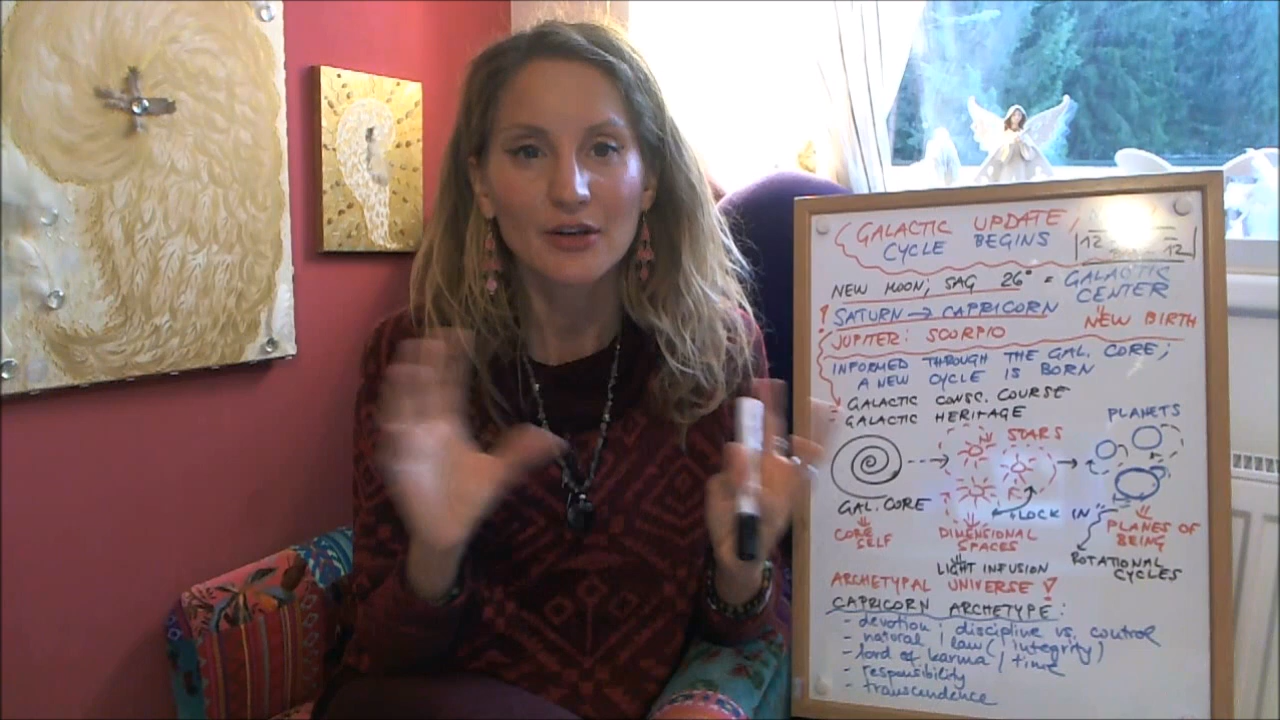 GALACTIC UPDATE /
CYCLE BEGINS
12
12
NEW MOON; SAG 26° = GALACTIC
CENTER
SATURN → CAPRICORN
NEW BIRTH
JUPITER: SCORPIO
INFORMED THROUGH THE GAL. CORE;
A NEW CYCLE IS BORN
- GALACTIC CONSC. COURSE
- GALACTIC HERITAGE
PLANETS
STARS
GAL. CORE
LOCK IN
CORE
SELF
DIMENSIONAL
SPACES
PLANES OF
BEING
LIGHT INFUSION
ROTATIONAL
CYCLES
ARCHETYPAL UNIVERSE !
CAPRICORN ARCHETYPE:
- devotion / discipline vs. control
- natural / law (integrity)
- lord of karma / time
- responsibility
- transcendence